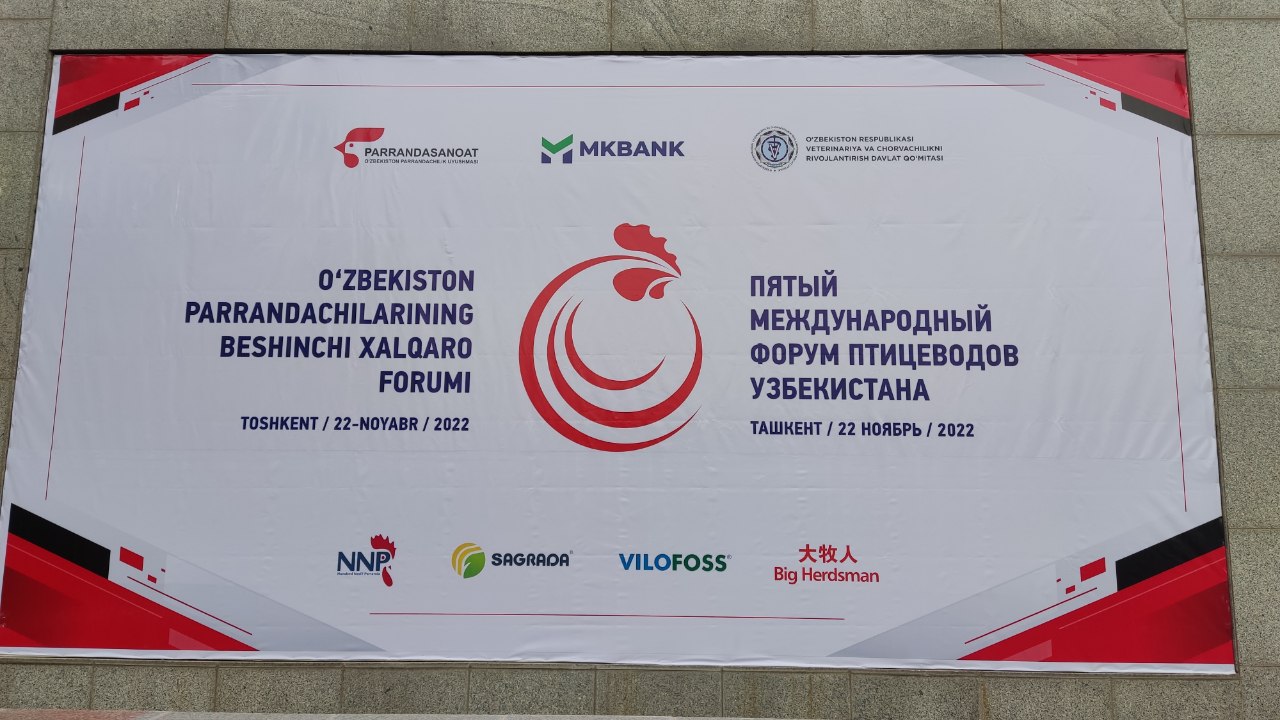 PARRANDASANOAT
O'ZBEKISTON PARRANDACHILIK UYUSHMASI
MKBANK
O'ZBEKISTON RESPUBLIKASI
VETERINARIYA VA CHORVACHILIKNI
RIVOJLANTIRISH DAVLAT QO'MITASI
O'ZBEKISTON
PARRANDACHILARINING
BESHINCHI XALQARO
FORUMI
TOSHKENT / 22-NOYABR / 2022
ПЯТЫЙ
МЕЖДУНАРОДНЫЙ
ФОРУМ ПТИЦЕВОДОВ
УЗБЕКИСТАНА
ТАШКЕНТ / 22 НОЯБРЬ / 2022
NNP
SAGRADA
VILOFOSS®
大牧人
Big Herdsman